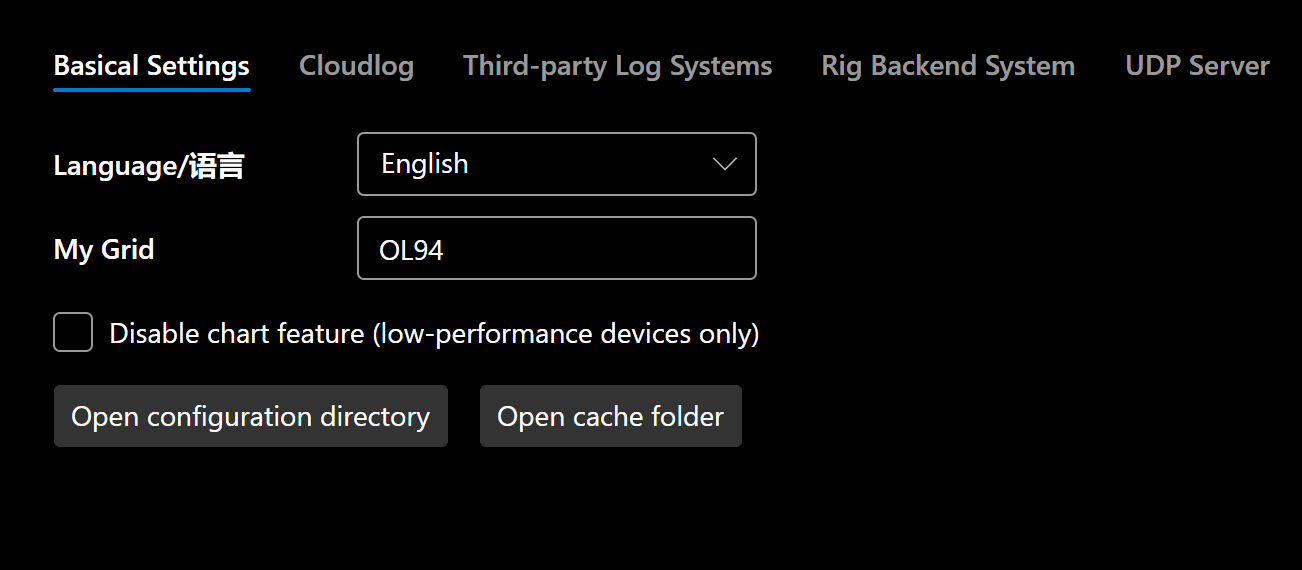 Basical Settings Cloudlog Third-party Log Systems Rig Backend System UDP Server
Language/语言 English
My Grid OL94
Disable chart feature (low-performance devices only)
Open configuration directory Open cache folder